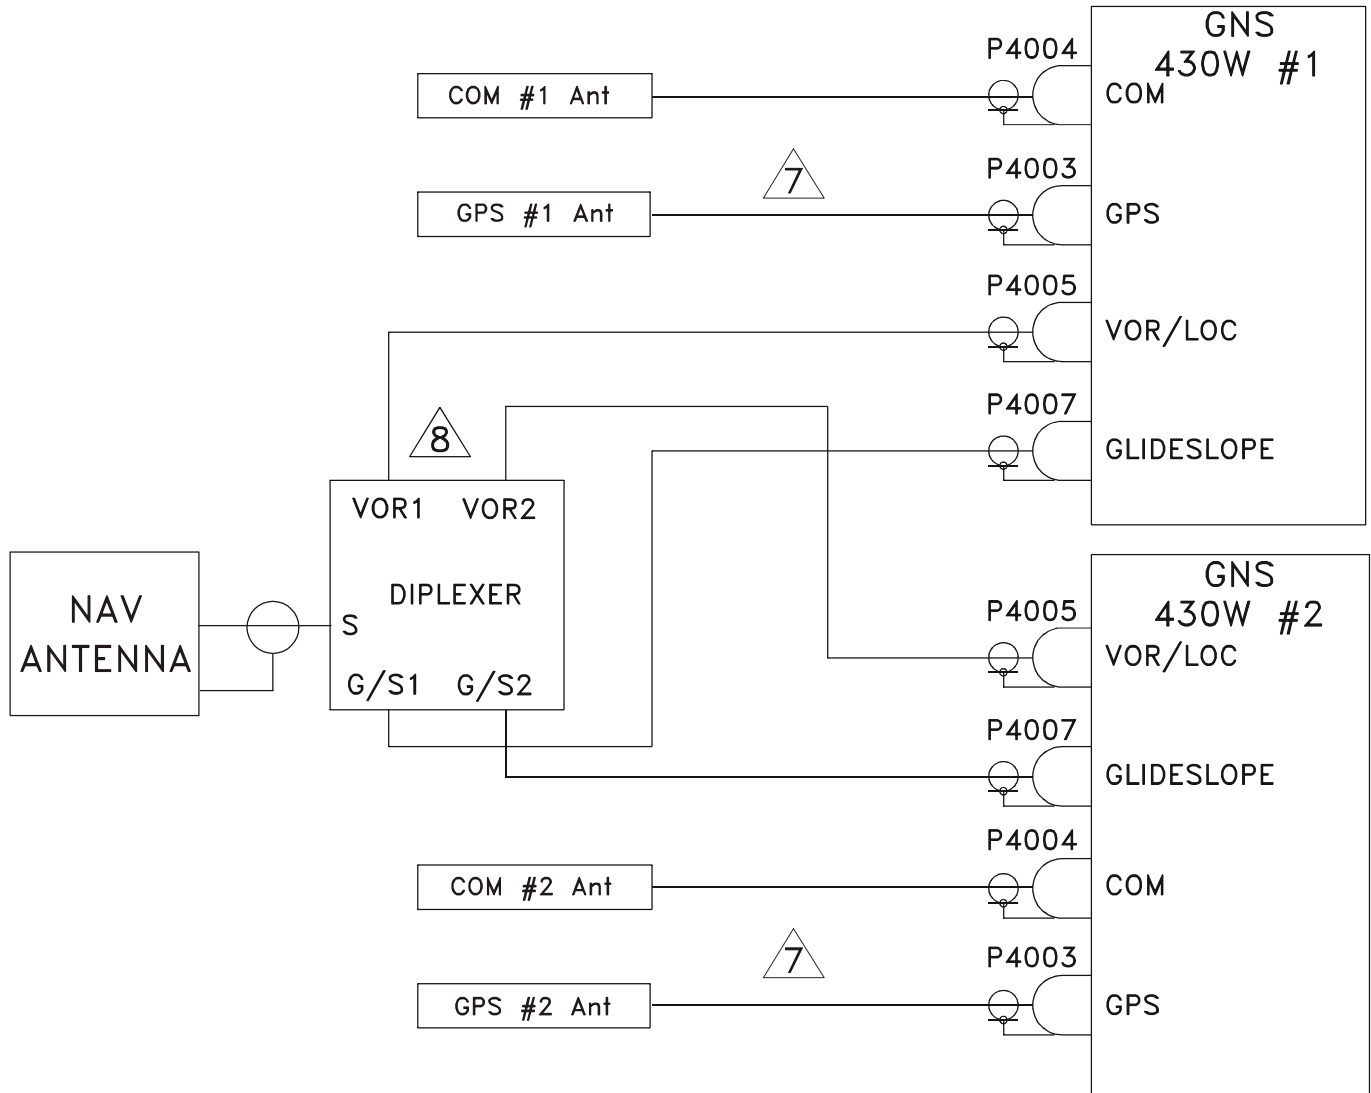 GNS
430W #1
P4004
COM #1 Ant
COM
7
P4003
GPS #1 Ant
GPS
P4005
VOR/LOC
P4007
8
GLIDESLOPE
VOR1 VOR2
DIPLEXER
S
G/S1 G/S2
NAV
ANTENNA
GNS
430W #2
P4005
VOR/LOC
P4007
GLIDESLOPE
P4004
COM #2 Ant
COM
7
P4003
GPS #2 Ant
GPS